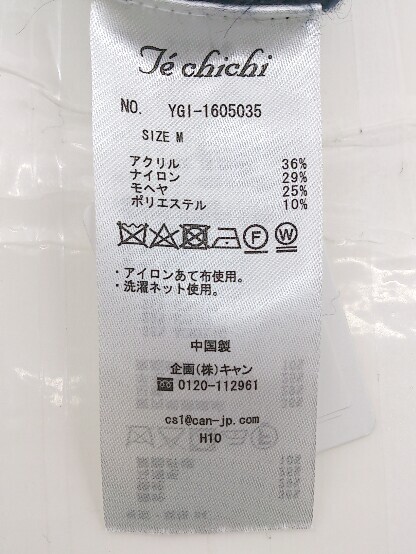 Té chichi
NO. YGI-1605035
SIZE M
アクリル 36%
ナイロン 29%
モヘヤ 25%
ポリエステル 10%
F W
・アイロンあて布使用。
・洗濯ネット使用。
中国製
企画(株)キャン
☎ 0120-112961
cs1@can-jp.com
H10